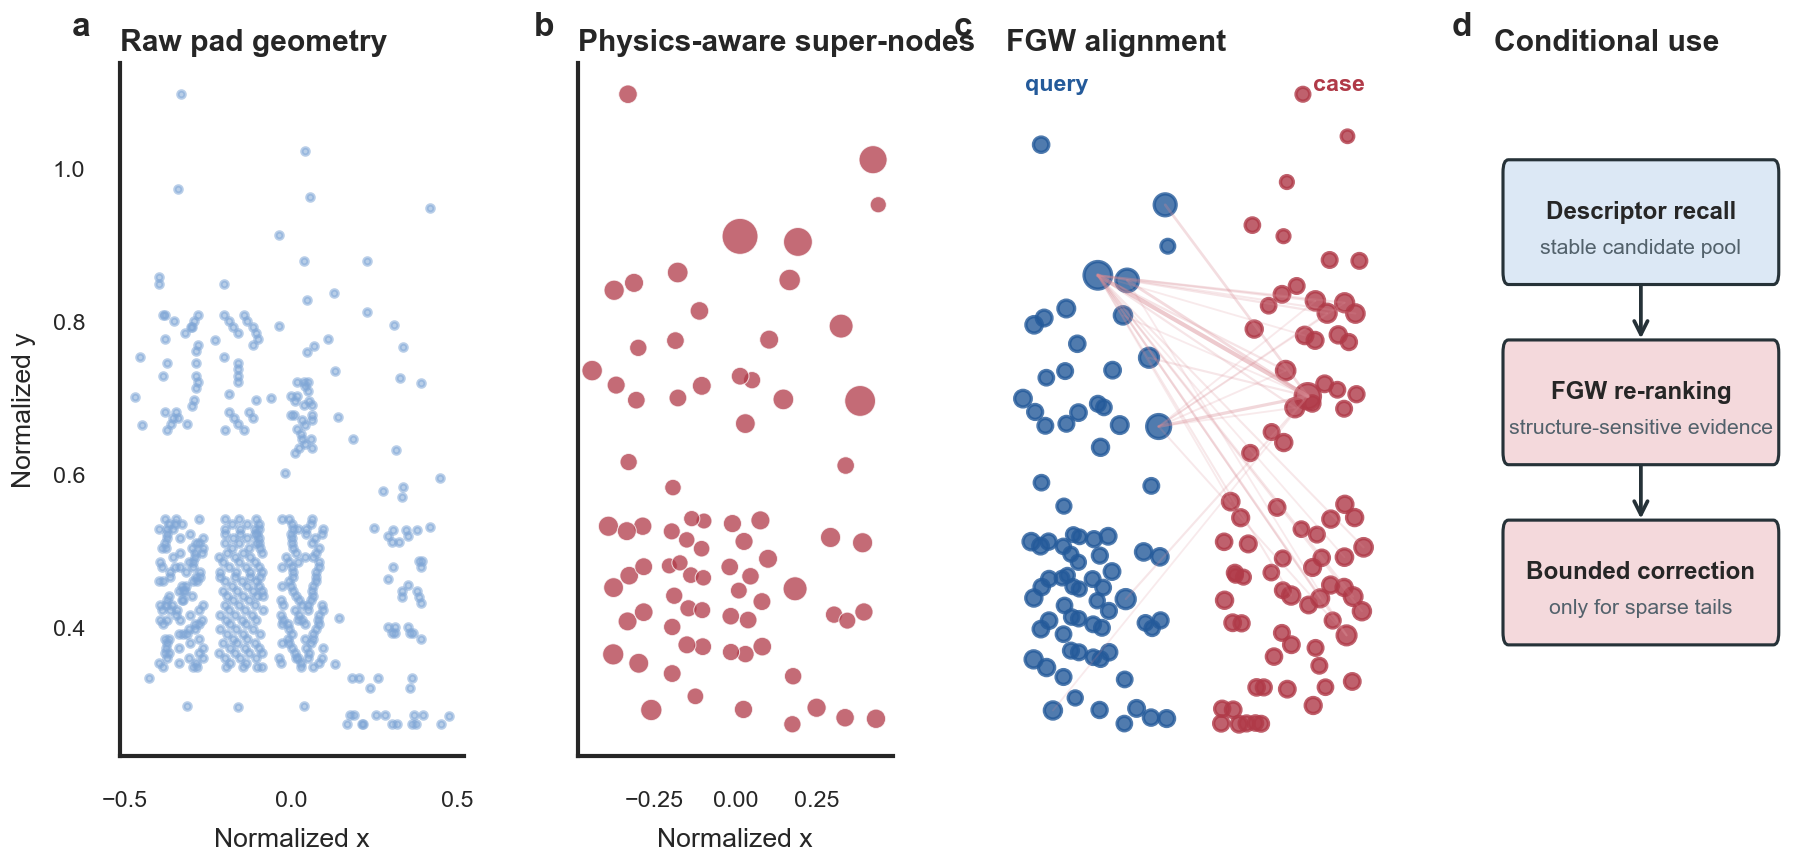 a
Raw pad geometry
Normalized y
1.0
0.8
0.6
0.4
−0.5
0.0
0.5
Normalized x
b
Physics-aware super-nodes
−0.25
0.00
0.25
Normalized x
c
FGW alignment
query
case
d
Conditional use
Descriptor recall
stable candidate pool
FGW re-ranking
structure-sensitive evidence
Bounded correction
only for sparse tails